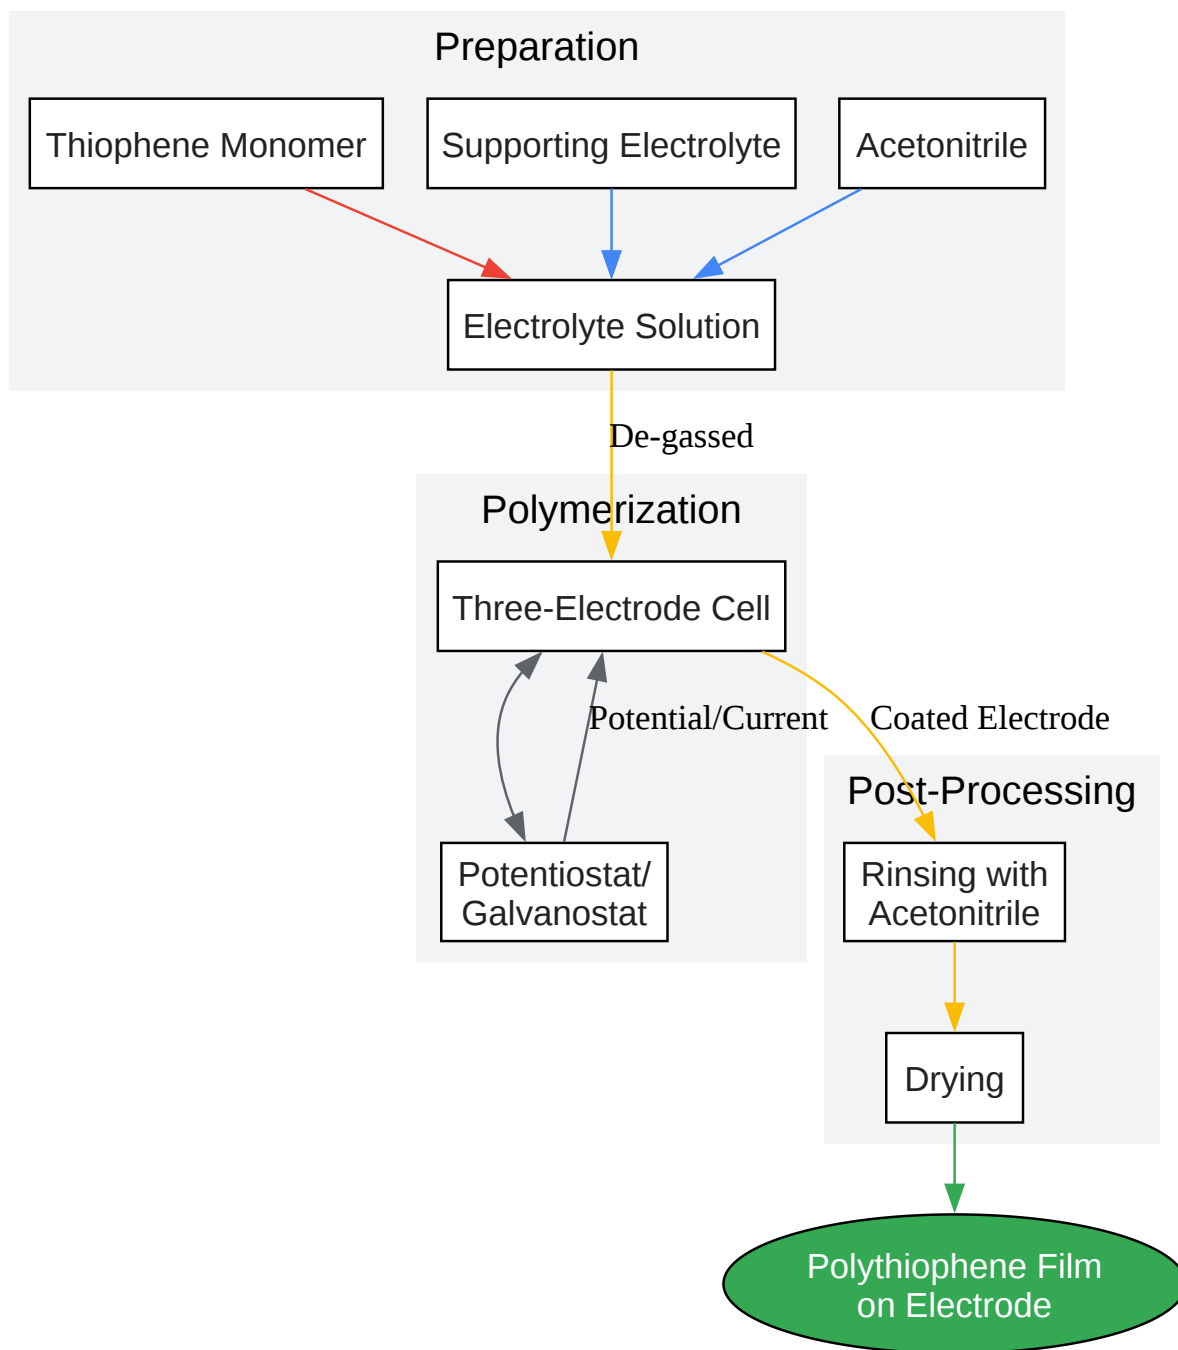 Preparation
Thiophene Monomer
Supporting Electrolyte
Acetonitrile
Electrolyte Solution
De-gassed
Polymerization
Three-Electrode Cell
Potential/Current
Coated Electrode
Post-Processing
Potentiostat/
Galvanostat
Rinsing with
Acetonitrile
Drying
Polythiophene Film
on Electrode